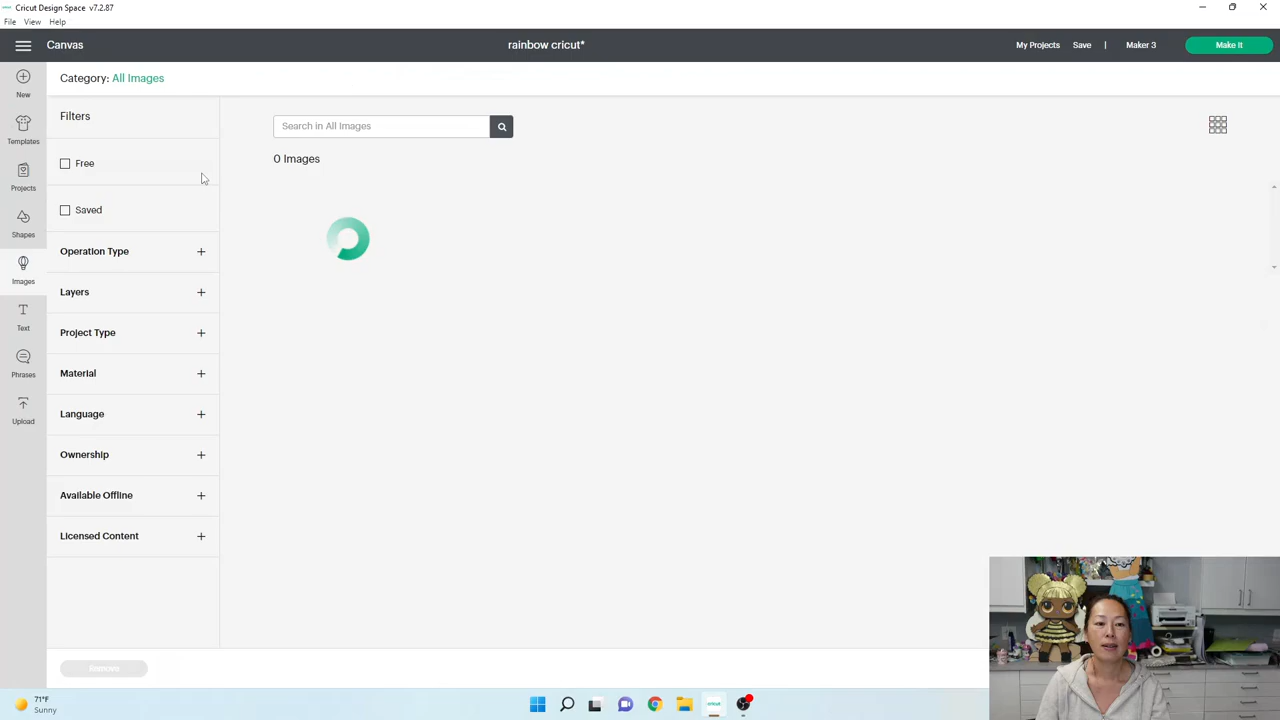 Cricut Design Space v7.2.87
File View Help
Canvas
rainbow cricut*
My Projects Save | Maker 3 Make It
New
Templates
Projects
Shapes
Images
Text
Phrases
Upload
Category: All Images
Filters
Free
Saved
Operation Type +
Layers +
Project Type +
Material +
Language +
Ownership +
Available Offline +
Licensed Content +
Remove
Search in All Images
0 Images
71°F
Sunny
cricut